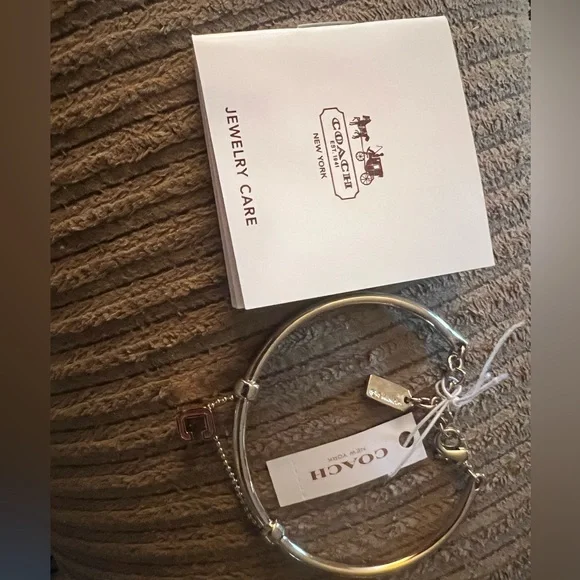 COACH
EST. 1941
NEW YORK
JEWELRY CARE
COACH
NEW YORK
C